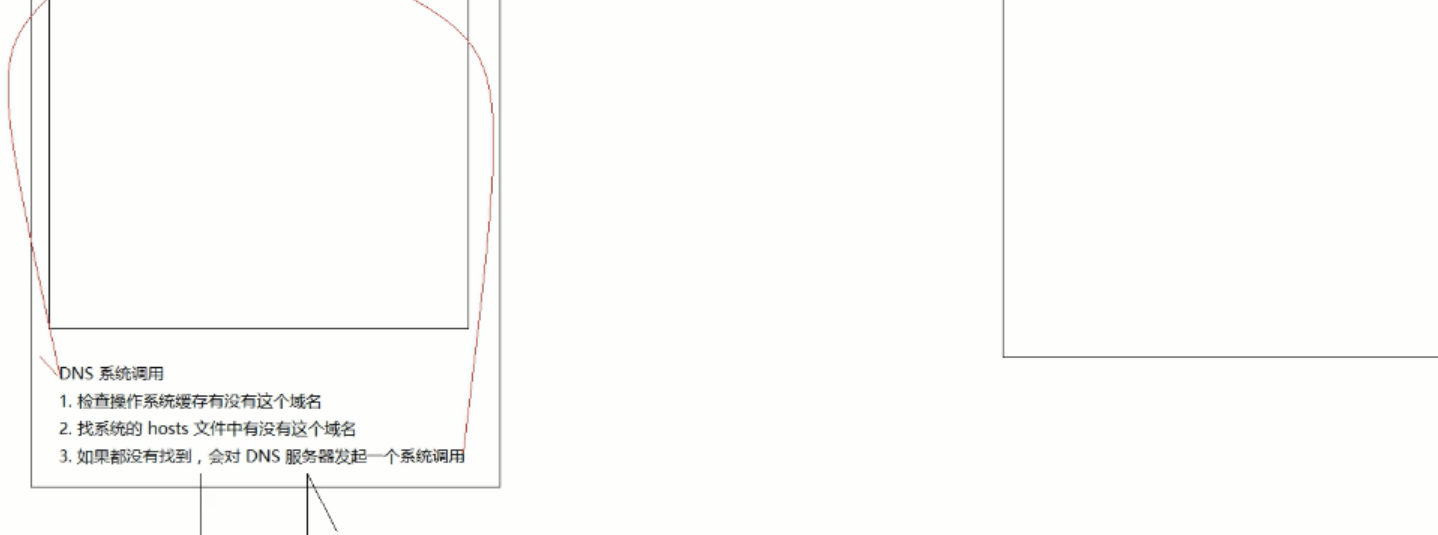 DNS 系统调用
1. 检查操作系统缓存有没有这个域名
2. 找系统的 hosts 文件中有没有这个域名
3. 如果都没有找到，会对 DNS 服务器发起一个系统调用